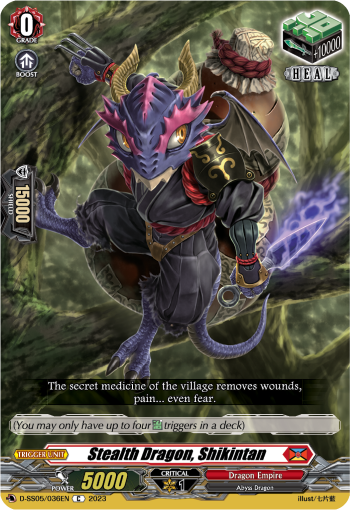 0
GRADE
BOOST
治
+10000
HEAL
15000
SHIELD
The secret medicine of the village removes wounds,
pain... even fear.
(You may only have up to four 治 triggers in a deck)
TRIGGER UNIT
Stealth Dragon, Shikintan
POWER 5000
CRITICAL
1
Dragon Empire
Abyss Dragon
D-SS05/036EN C 2023
illust/七片藍